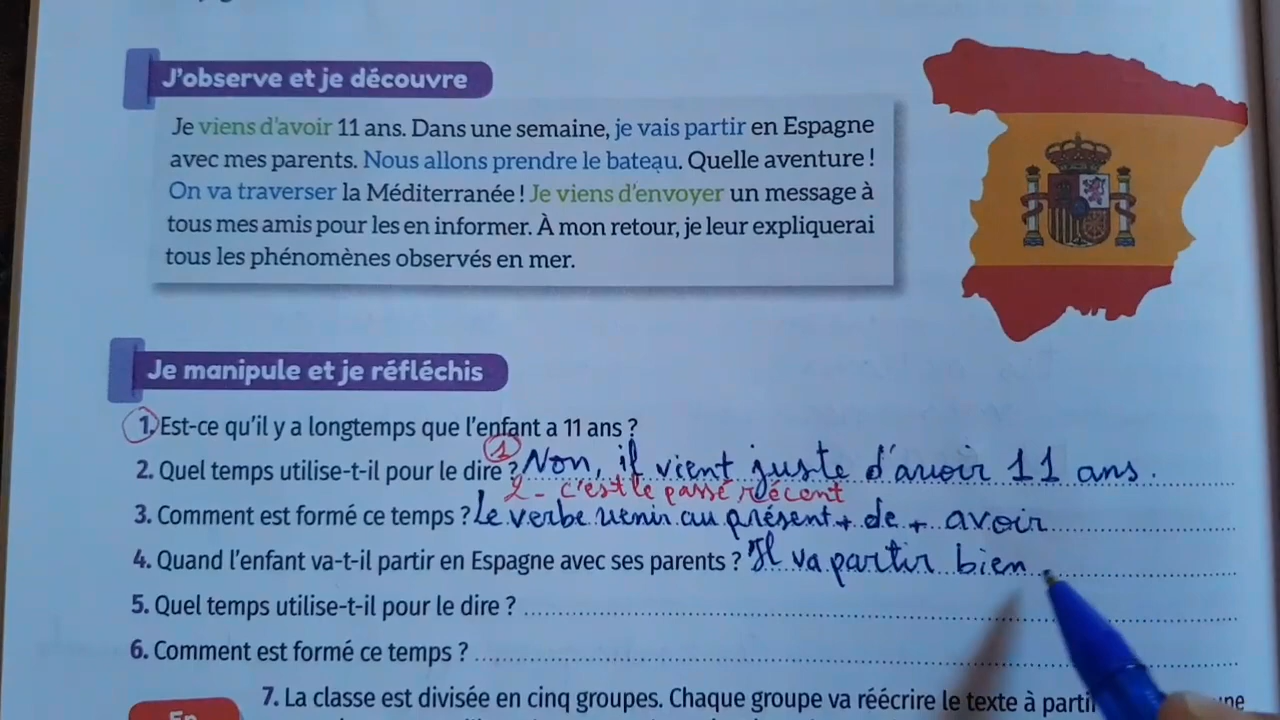 J'observe et je découvre
Je viens d'avoir 11 ans. Dans une semaine, je vais partir en Espagne
avec mes parents. Nous allons prendre le bateau. Quelle aventure !
On va traverser la Méditerranée ! Je viens d'envoyer un message à
tous mes amis pour les en informer. À mon retour, je leur expliquerai
tous les phénomènes observés en mer.
Je manipule et je réfléchis
1. Est-ce qu'il y a longtemps que l'enfant a 11 ans ?
2. Quel temps utilise-t-il pour le dire ? 1 Non, il vient juste d'avoir 11 ans.
2 - c'est le passé récent
3. Comment est formé ce temps ? Le verbe venir au présent + de + avoir
4. Quand l'enfant va-t-il partir en Espagne avec ses parents ? Il va partir bien
5. Quel temps utilise-t-il pour le dire ?
6. Comment est formé ce temps ?
En
7. La classe est divisée en cinq groupes. Chaque groupe va réécrire le texte à